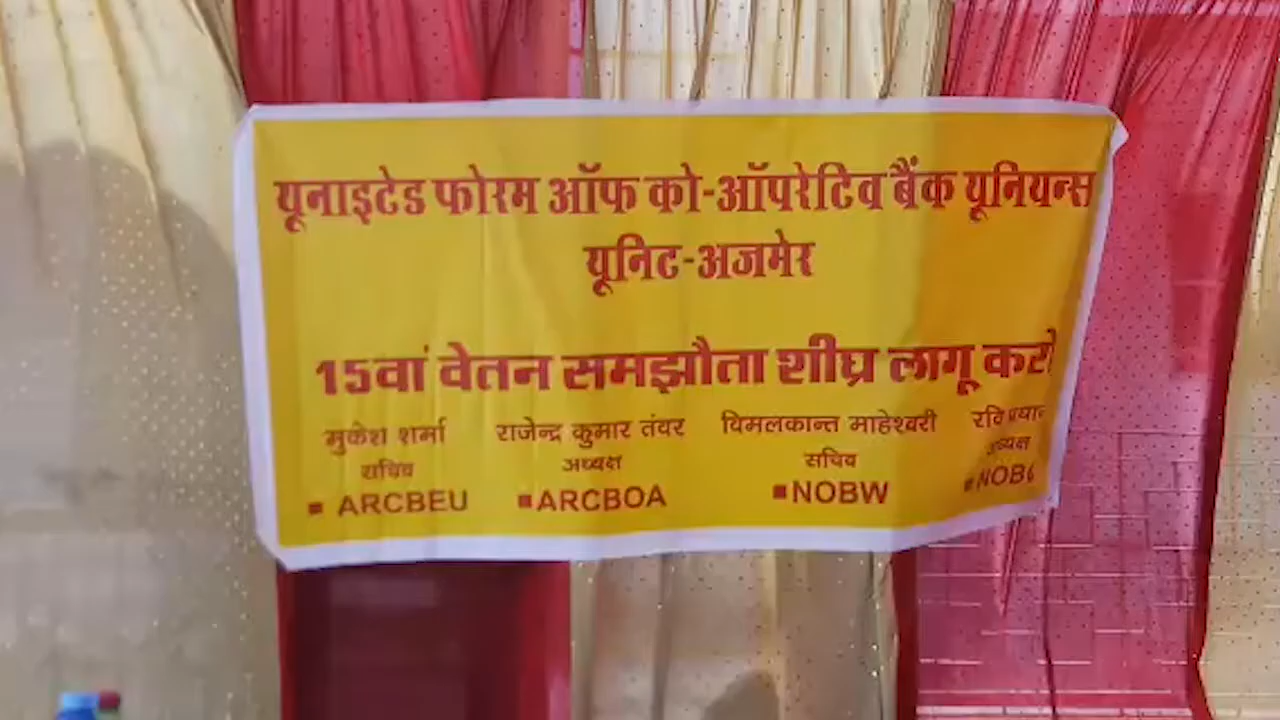 यूनाइटेड फोरम ऑफ को-ऑपरेटिव बैंक यूनियन्स
यूनिट-अजमेर
15वां वेतन समझौता शीघ्र लागू करो
मुकेश शर्मा राजेन्द्र कुमार तंवर विमलकान्त माहेश्वरी रवि
सचिव अध्यक्ष सचिव अध्यक्ष
▪ ARCBEU ▪ARCBOA ▪NOBW